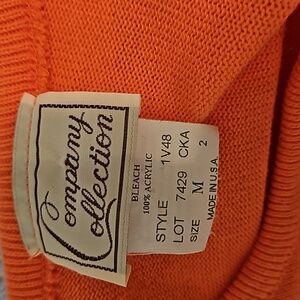 Company
Collection
BLEACH
100% ACRYLIC
STYLE 1V48
LOT 7429 CKA
SIZE M 2
MADE IN U.S.A.